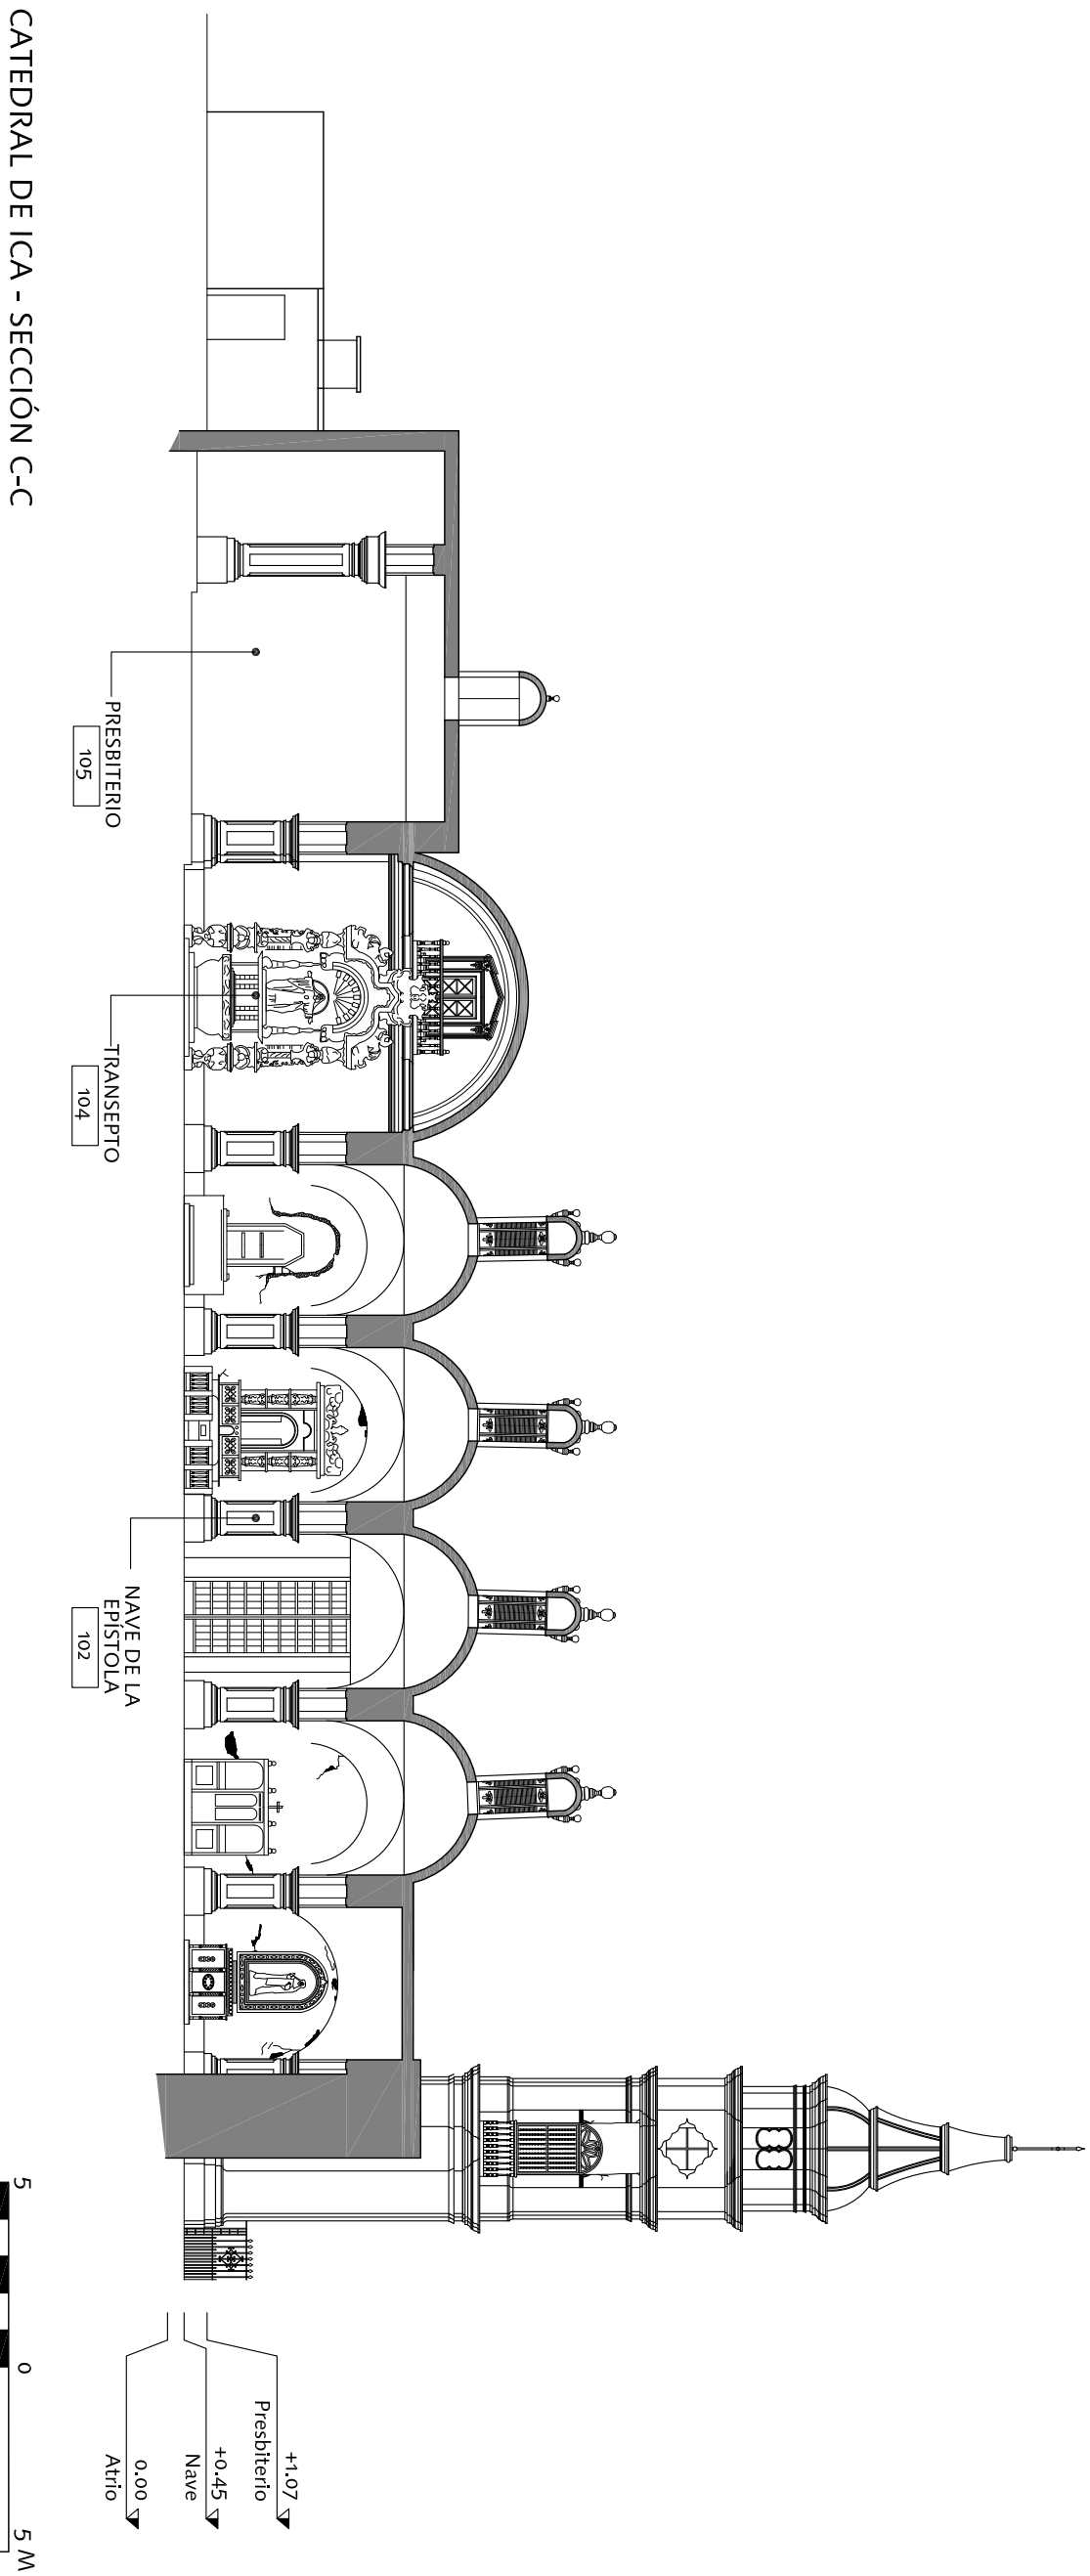 CATEDRAL DE ICA - SECCIÓN C-C
PRESBITERIO
105
TRANSEPTO
104
NAVE DE LA
EPÍSTOLA
102
+1.07
Presbiterio
+0.45
Nave
0.00
Atrio
5 0 5 M